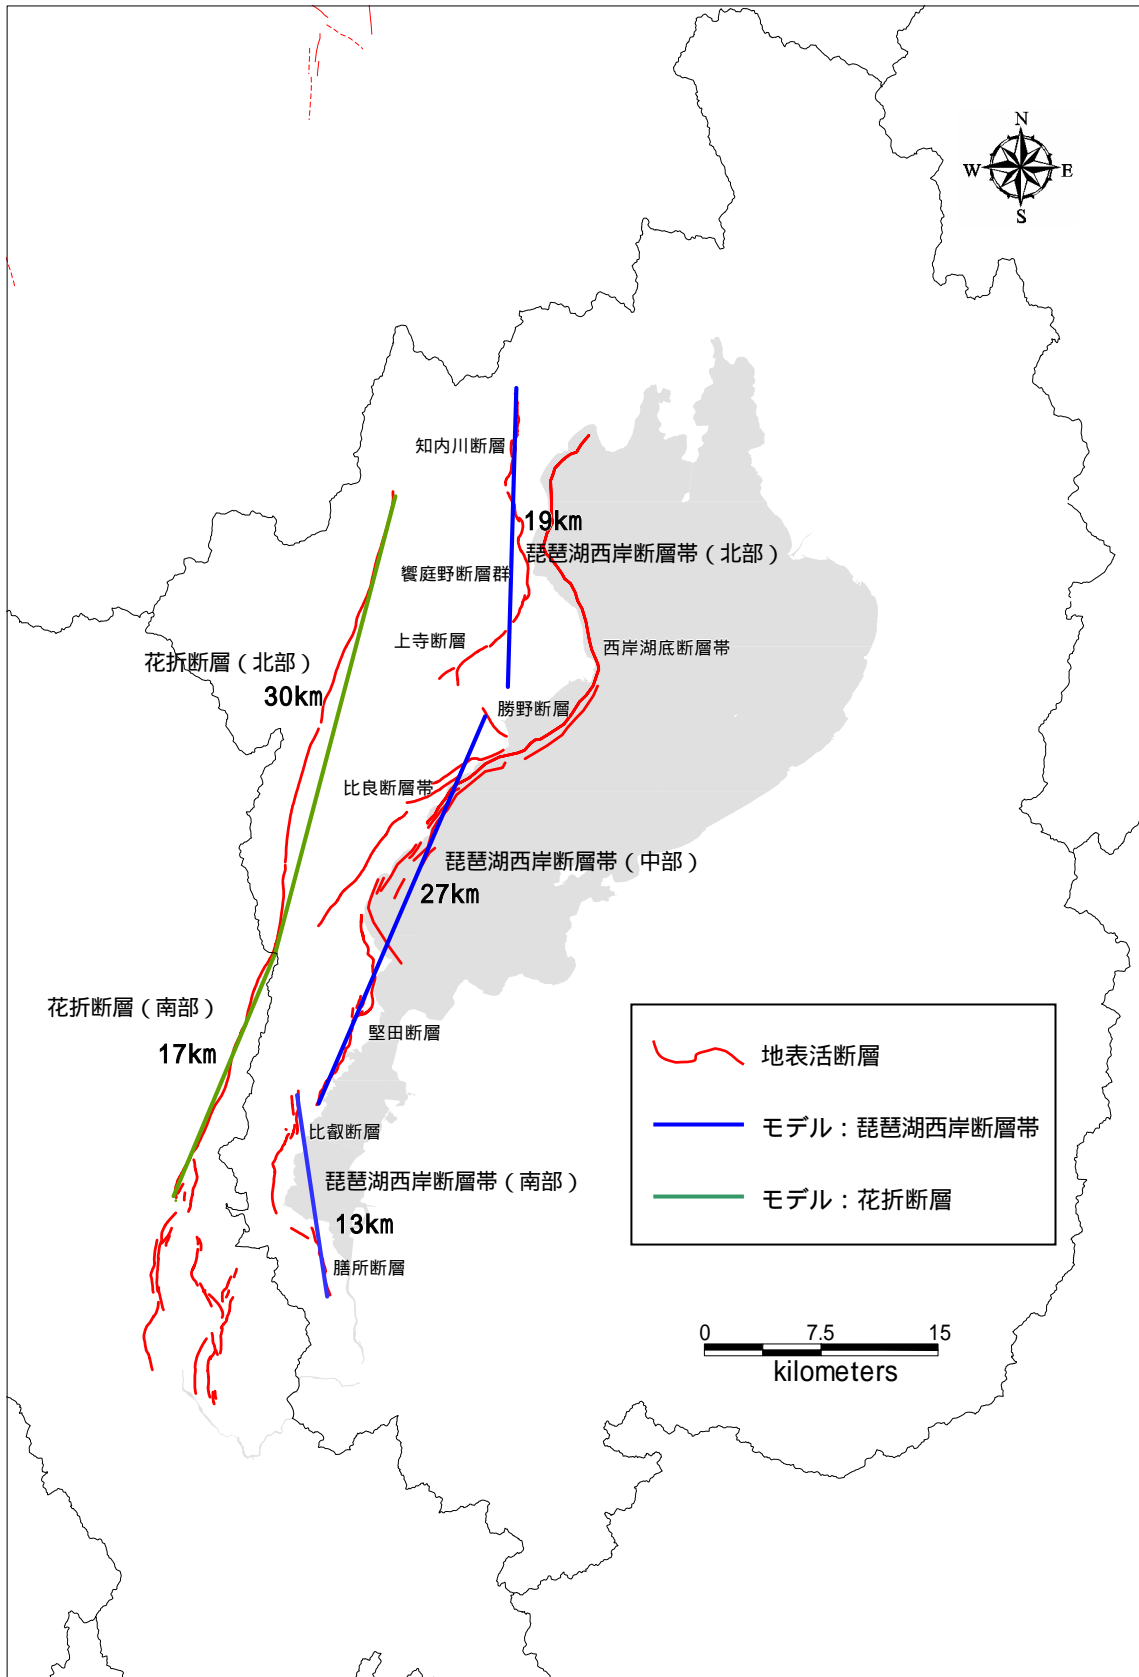 N
W
E
S
知内川断層
19km
琵琶湖西岸断層帯（北部）
饗庭野断層群
上寺断層
西岸湖底断層帯
花折断層（北部）
30km
勝野断層
比良断層帯
琵琶湖西岸断層帯（中部）
27km
花折断層（南部）
17km
堅田断層
比叡断層
琵琶湖西岸断層帯（南部）
13km
膳所断層
地表活断層
モデル：琵琶湖西岸断層帯
モデル：花折断層
0 7.5 15
kilometers